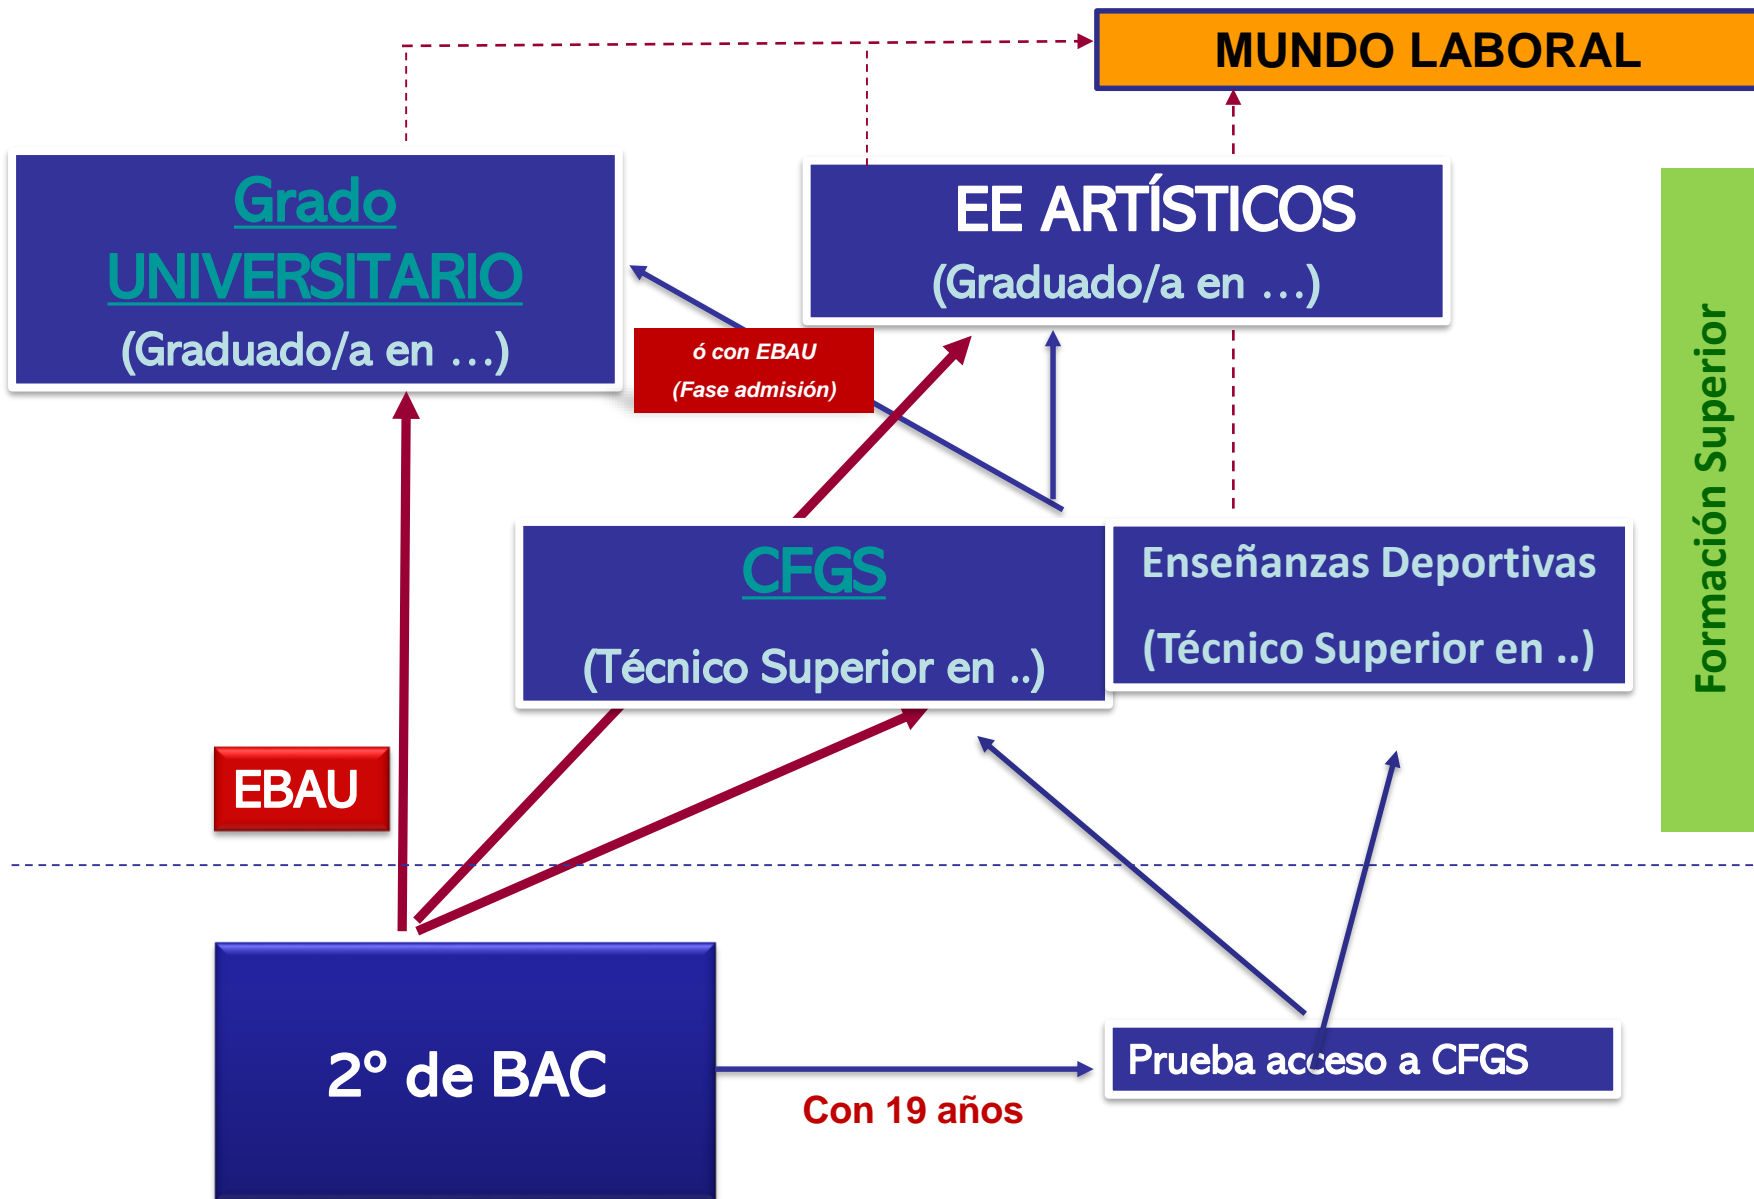 MUNDO LABORAL
Grado
UNIVERSITARIO
(Graduado/a en …)
EE ARTÍSTICOS
(Graduado/a en …)
ó con EBAU
(Fase admisión)
CFGS
(Técnico Superior en ..)
Enseñanzas Deportivas
(Técnico Superior en ..)
Formación Superior
EBAU
2º de BAC
Con 19 años
Prueba acceso a CFGS